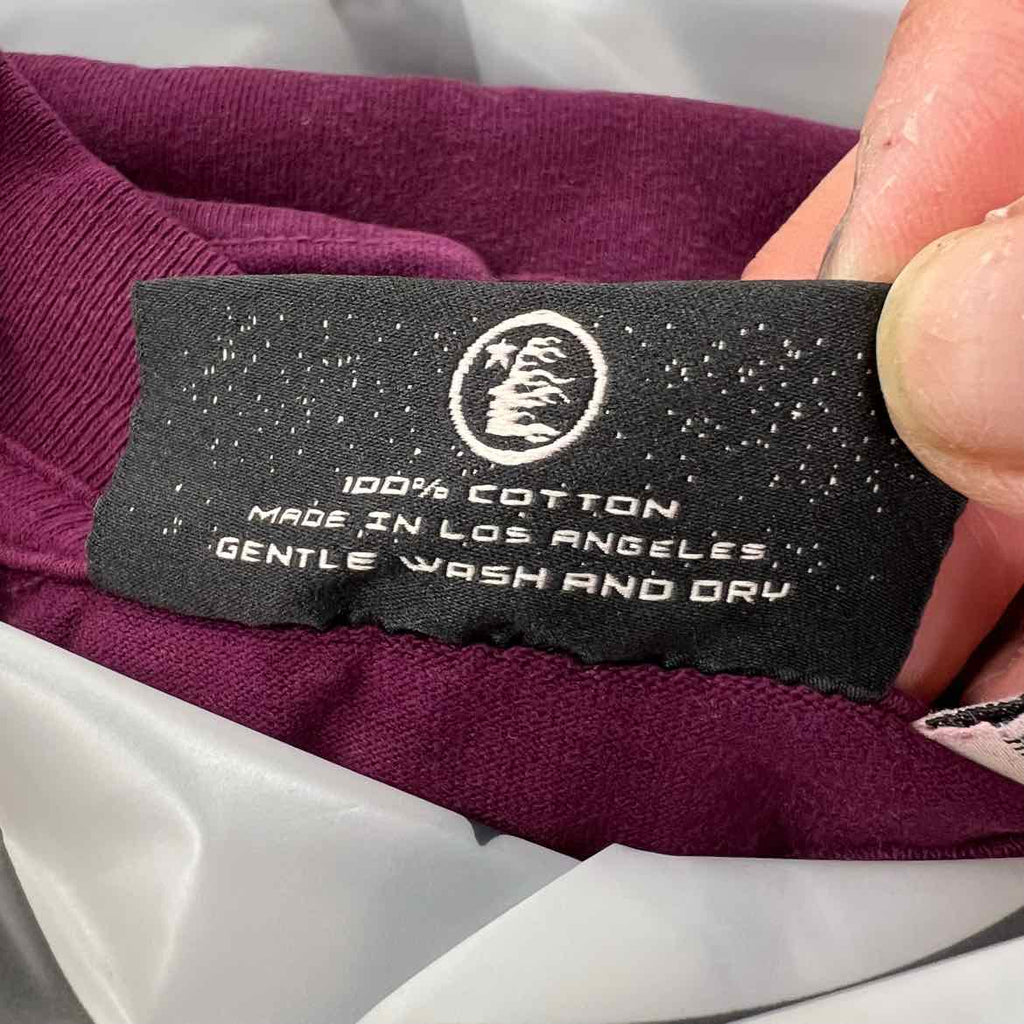 100% COTTON
MADE IN LOS ANGELES
GENTLE WASH AND DRY